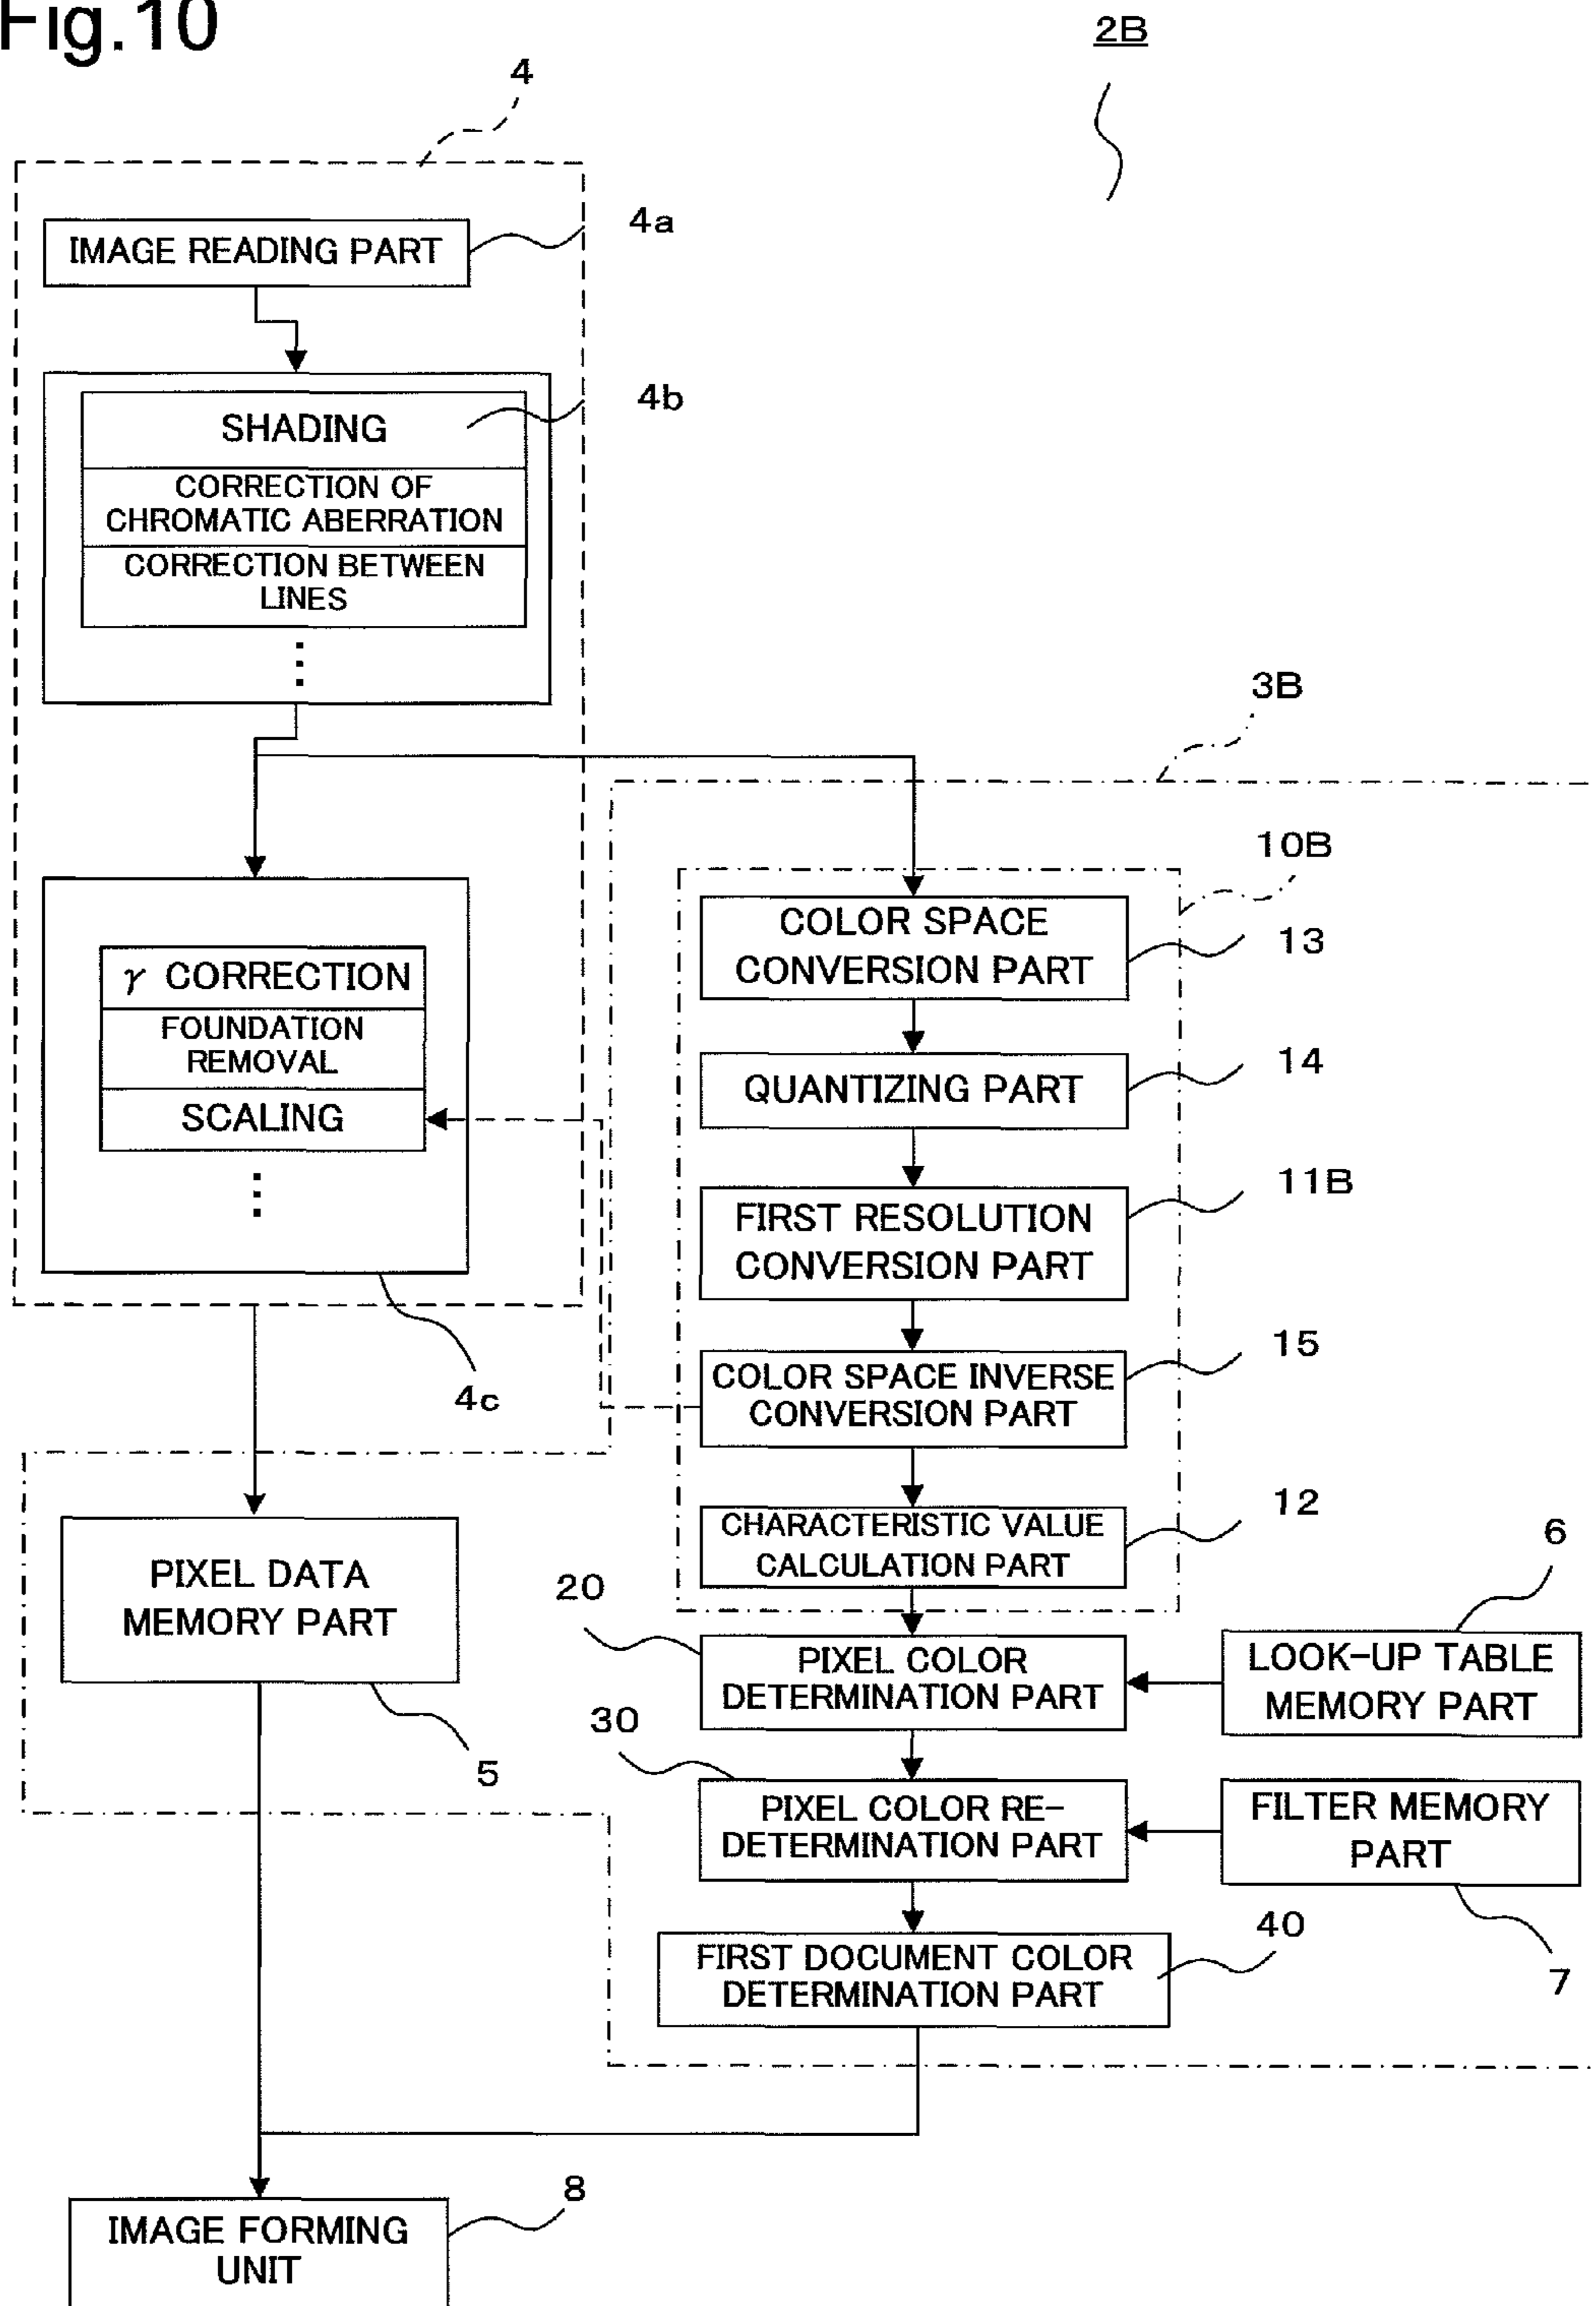 Fig.10
2B
4
IMAGE READING PART
4a
SHADING
4b
CORRECTION OF
CHROMATIC ABERRATION
CORRECTION BETWEEN
LINES
3B
10B
γ CORRECTION
FOUNDATION
REMOVAL
SCALING
4c
COLOR SPACE
CONVERSION PART
13
QUANTIZING PART
14
FIRST RESOLUTION
CONVERSION PART
11B
COLOR SPACE INVERSE
CONVERSION PART
15
CHARACTERISTIC VALUE
CALCULATION PART
12
PIXEL DATA
MEMORY PART
5
20
PIXEL COLOR
DETERMINATION PART
6
LOOK-UP TABLE
MEMORY PART
30
PIXEL COLOR RE-
DETERMINATION PART
FILTER MEMORY
PART
7
FIRST DOCUMENT COLOR
DETERMINATION PART
40
IMAGE FORMING
UNIT
8